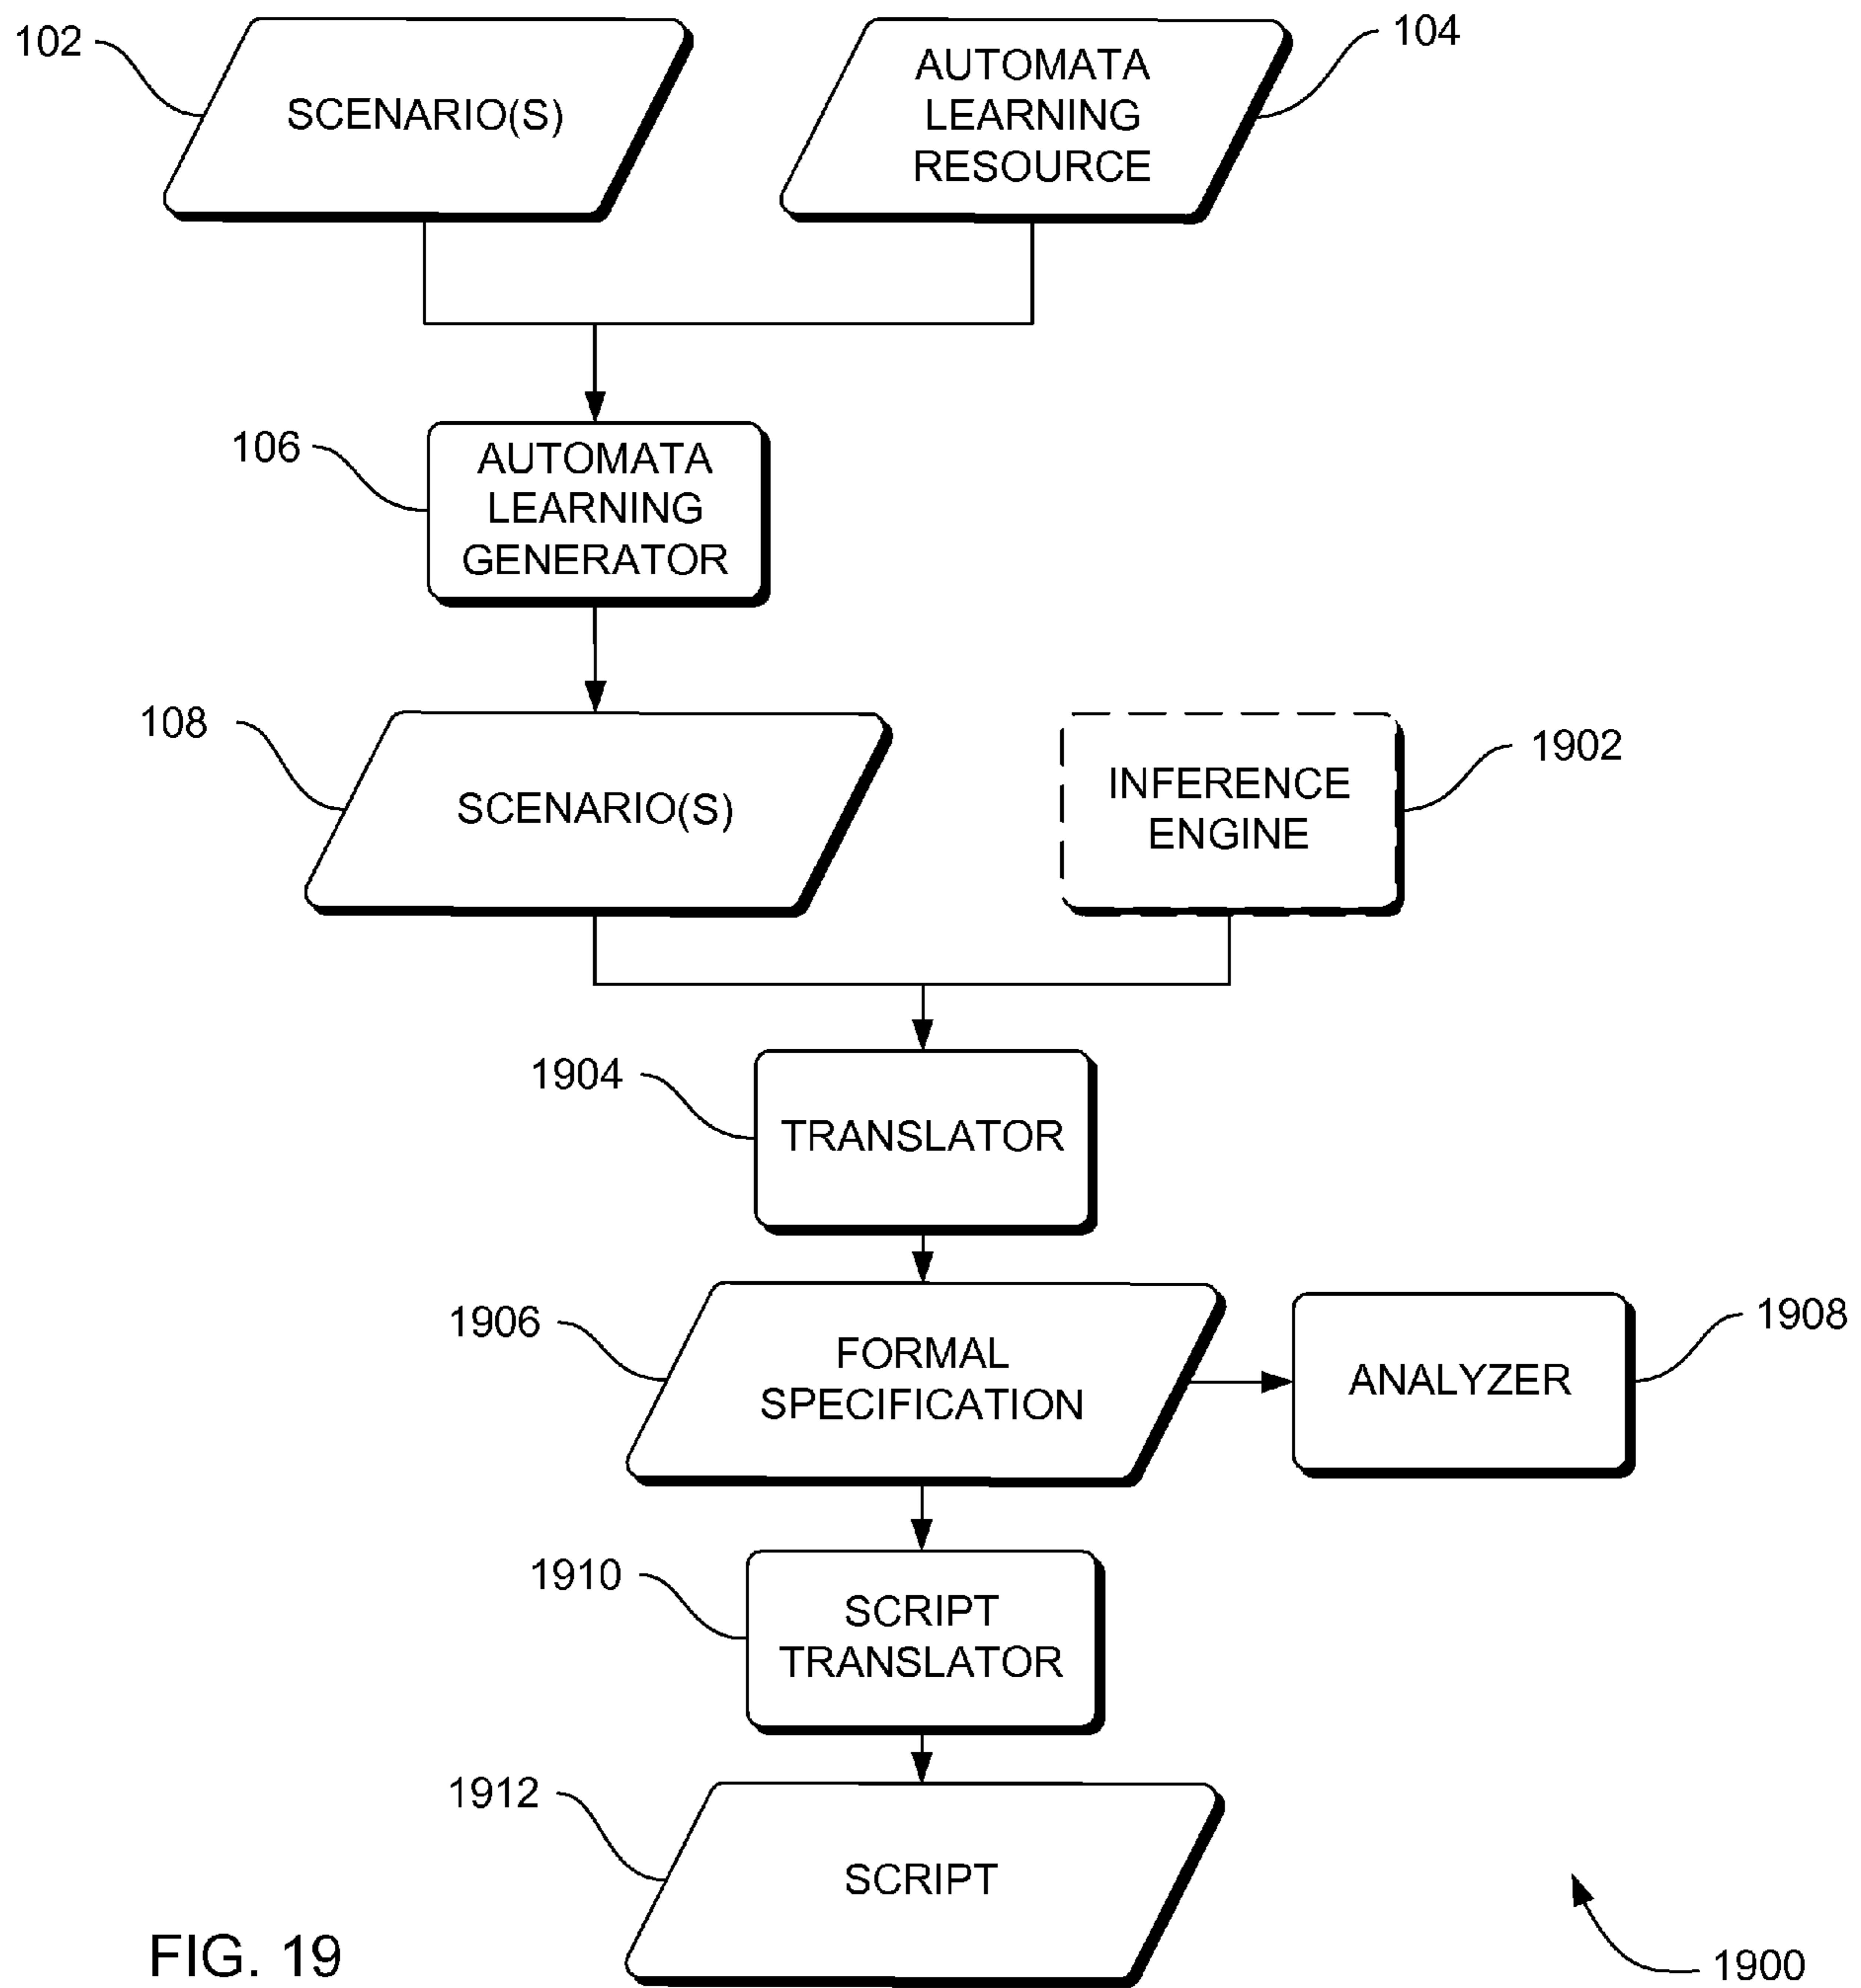 102
SCENARIO(S)
AUTOMATA
LEARNING
RESOURCE
104
106
AUTOMATA
LEARNING
GENERATOR
108
SCENARIO(S)
INFERENCE
ENGINE
1902
1904
TRANSLATOR
1906
FORMAL
SPECIFICATION
ANALYZER
1908
1910
SCRIPT
TRANSLATOR
1912
SCRIPT
FIG. 19
1900